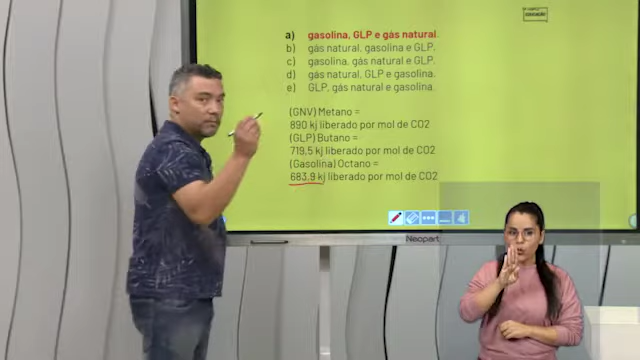 a) gasolina, GLP e gás natural.
b) gás natural, gasolina e GLP.
c) gasolina, gás natural e GLP.
d) gás natural, GLP e gasolina.
e) GLP, gás natural e gasolina.
(GNV) Metano =
890 kj liberado por mol de CO2
(GLP) Butano =
719,5 kj liberado por mol de CO2
(Gasolina) Octano =
683,9 kj liberado por mol de CO2
Neopart